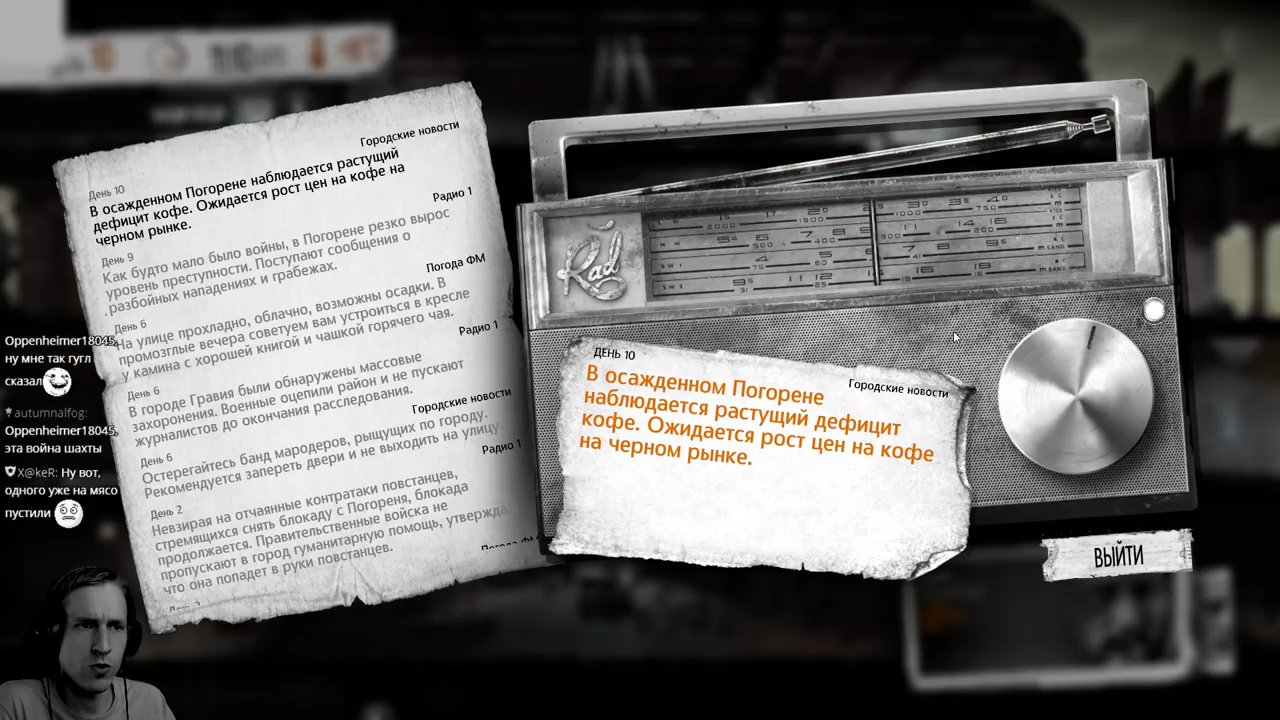 Городские новости
День 10
В осажденном Погорене наблюдается растущий
дефицит кофе. Ожидается рост цен на кофе на
черном рынке.
Радио 1
День 9
Как будто мало было войны, в Погорене резко вырос
уровень преступности. Поступают сообщения о
разбойных нападениях и грабежах.
Погода ФМ
День 6
На улице прохладно, облачно, возможны осадки. В
промозглые вечера советуем вам устроиться в кресле
у камина с хорошей книгой и чашкой горячего чая.
Радио 1
День 6
В городе Гравия были обнаружены массовые
захоронения. Военные оцепили район и не пускают
журналистов до окончания расследования.
Городские новости
День 6
Остерегайтесь банд мародеров, рыщущих по городу.
Рекомендуется запереть двери и не выходить на улицу.
Радио 1
День 2
Невзирая на отчаянные контратаки повстанцев,
стремящихся снять блокаду с Погореня, блокада
продолжается. Правительственные войска не
пропускают в город гуманитарную помощь, утвержда
что она попадет в руки повстанцев.
Погода ФМ
Rad
ДЕНЬ 10
Городские новости
В осажденном Погорене
наблюдается растущий дефицит
кофе. Ожидается рост цен на кофе
на черном рынке.
ВЫЙТИ
Oppenheimer18045,
ну мне так гугл
сказал
autumnalfog:
Oppenheimer18045,
эта война шахты
X@keR: Ну вот,
одного уже на мясо
пустили